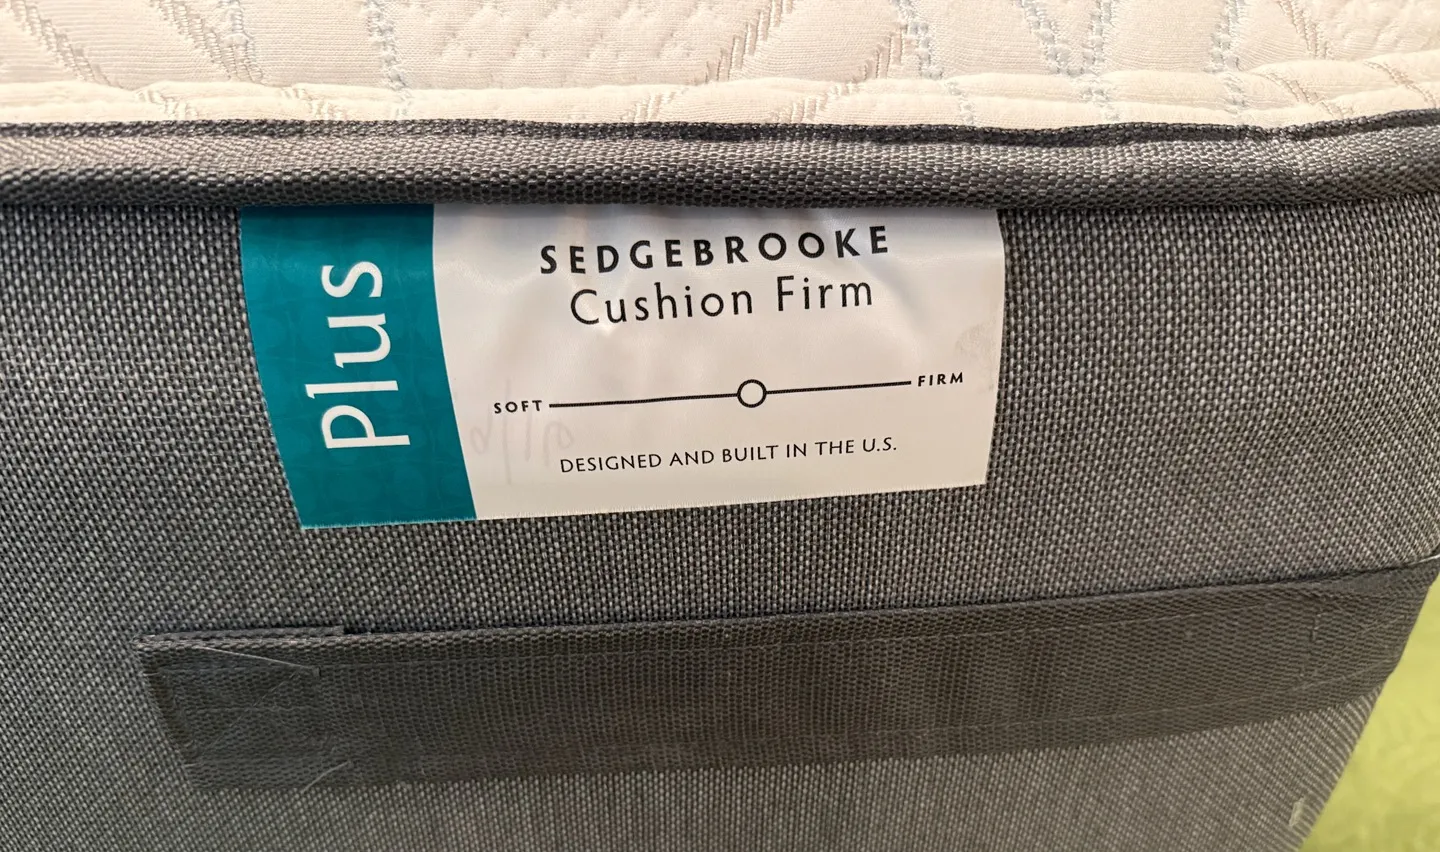 Plus
SEDGEBROOKE
Cushion Firm
SOFT FIRM
DESIGNED AND BUILT IN THE U.S.